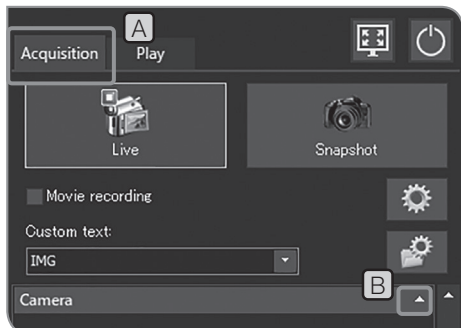 A
Acquisition Play
Live Snapshot
Movie recording
Custom text:
IMG
B
Camera